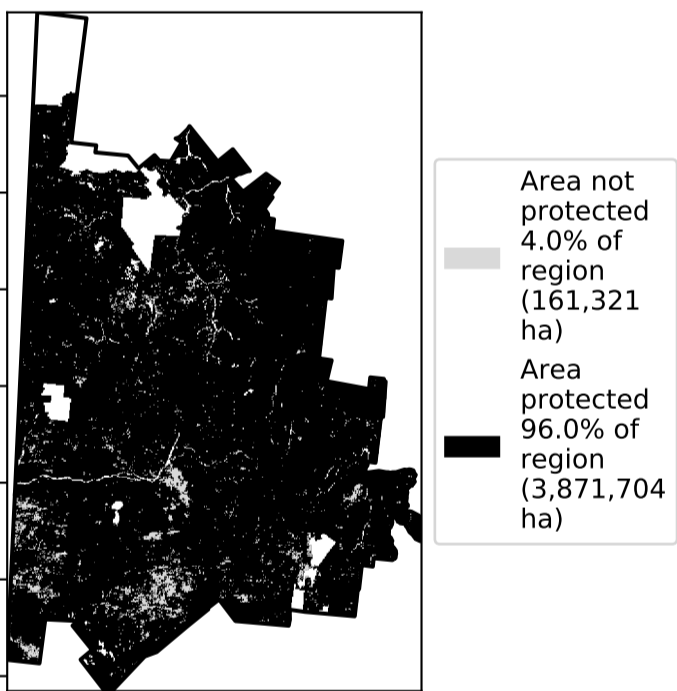 Area not
protected
4.0% of
region
(161,321
ha)
Area
protected
96.0% of
region
(3,871,704
ha)